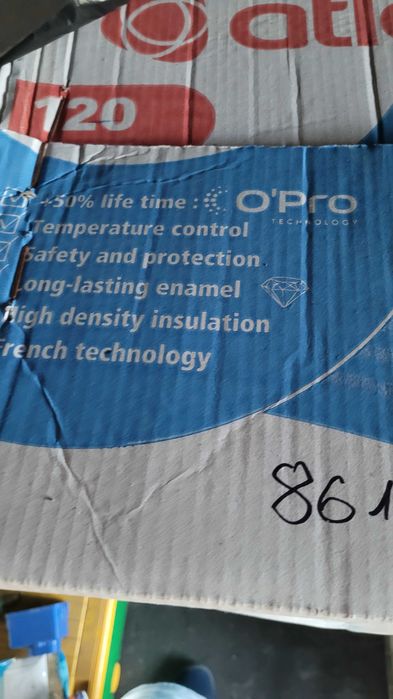 120
+50% life time : O'Pro
TECHNOLOGY
Temperature control
Safety and protection
Long-lasting enamel
High density insulation
French technology
861